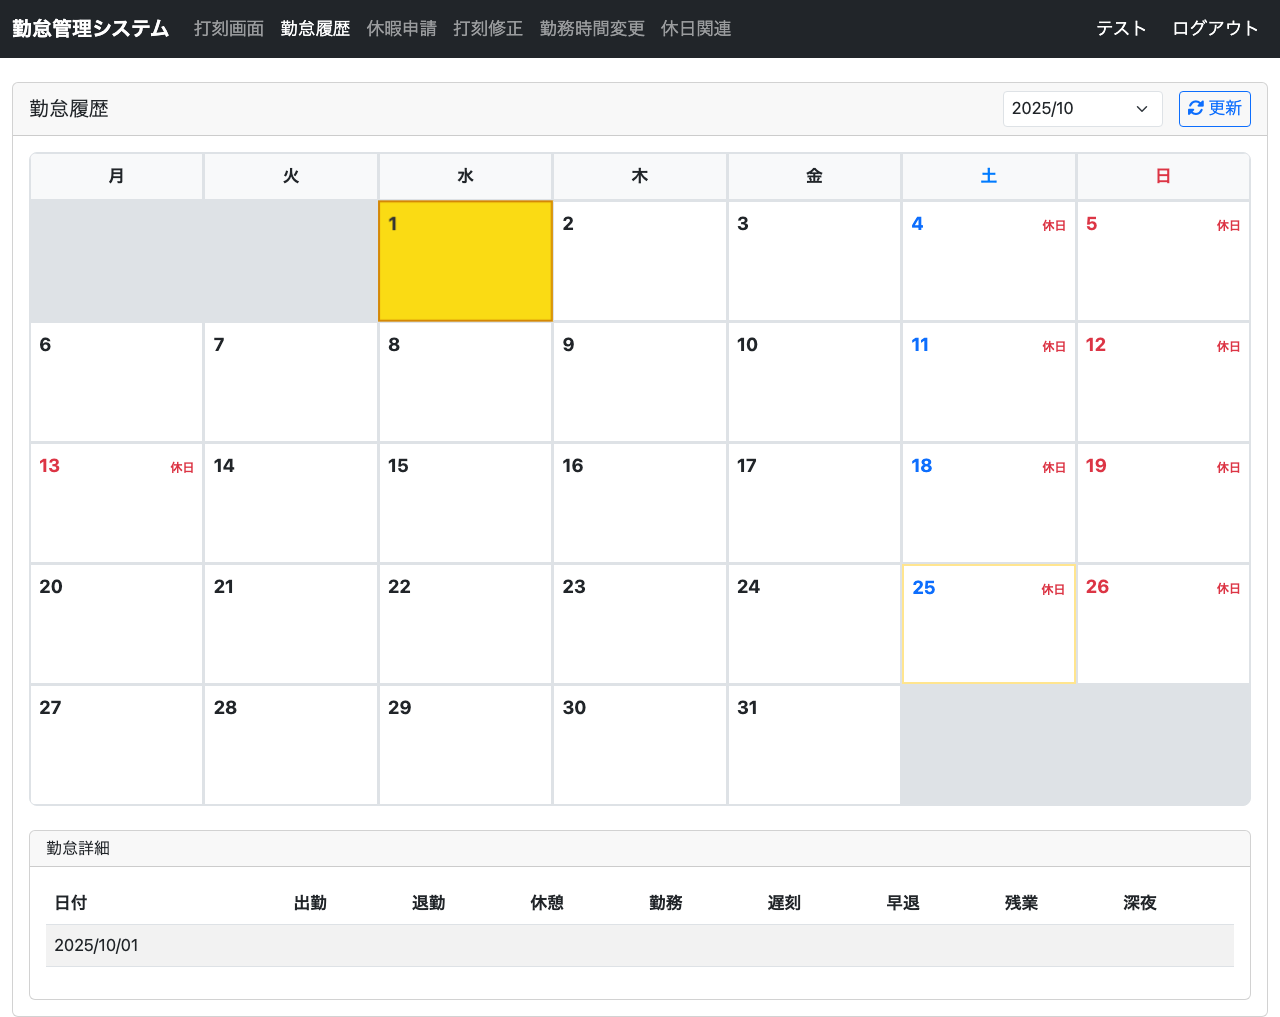 勤怠管理システム 打刻画面 勤怠履歴 休暇申請 打刻修正 勤務時間変更 休日関連 テスト ログアウト
勤怠履歴 2025/10 更新
月 火 水 木 金 土 日
1 2 3 4 休日 5 休日
6 7 8 9 10 11 休日 12 休日
13 休日 14 15 16 17 18 休日 19 休日
20 21 22 23 24 25 休日 26 休日
27 28 29 30 31
勤怠詳細
日付 出勤 退勤 休憩 勤務 遅刻 早退 残業 深夜
2025/10/01